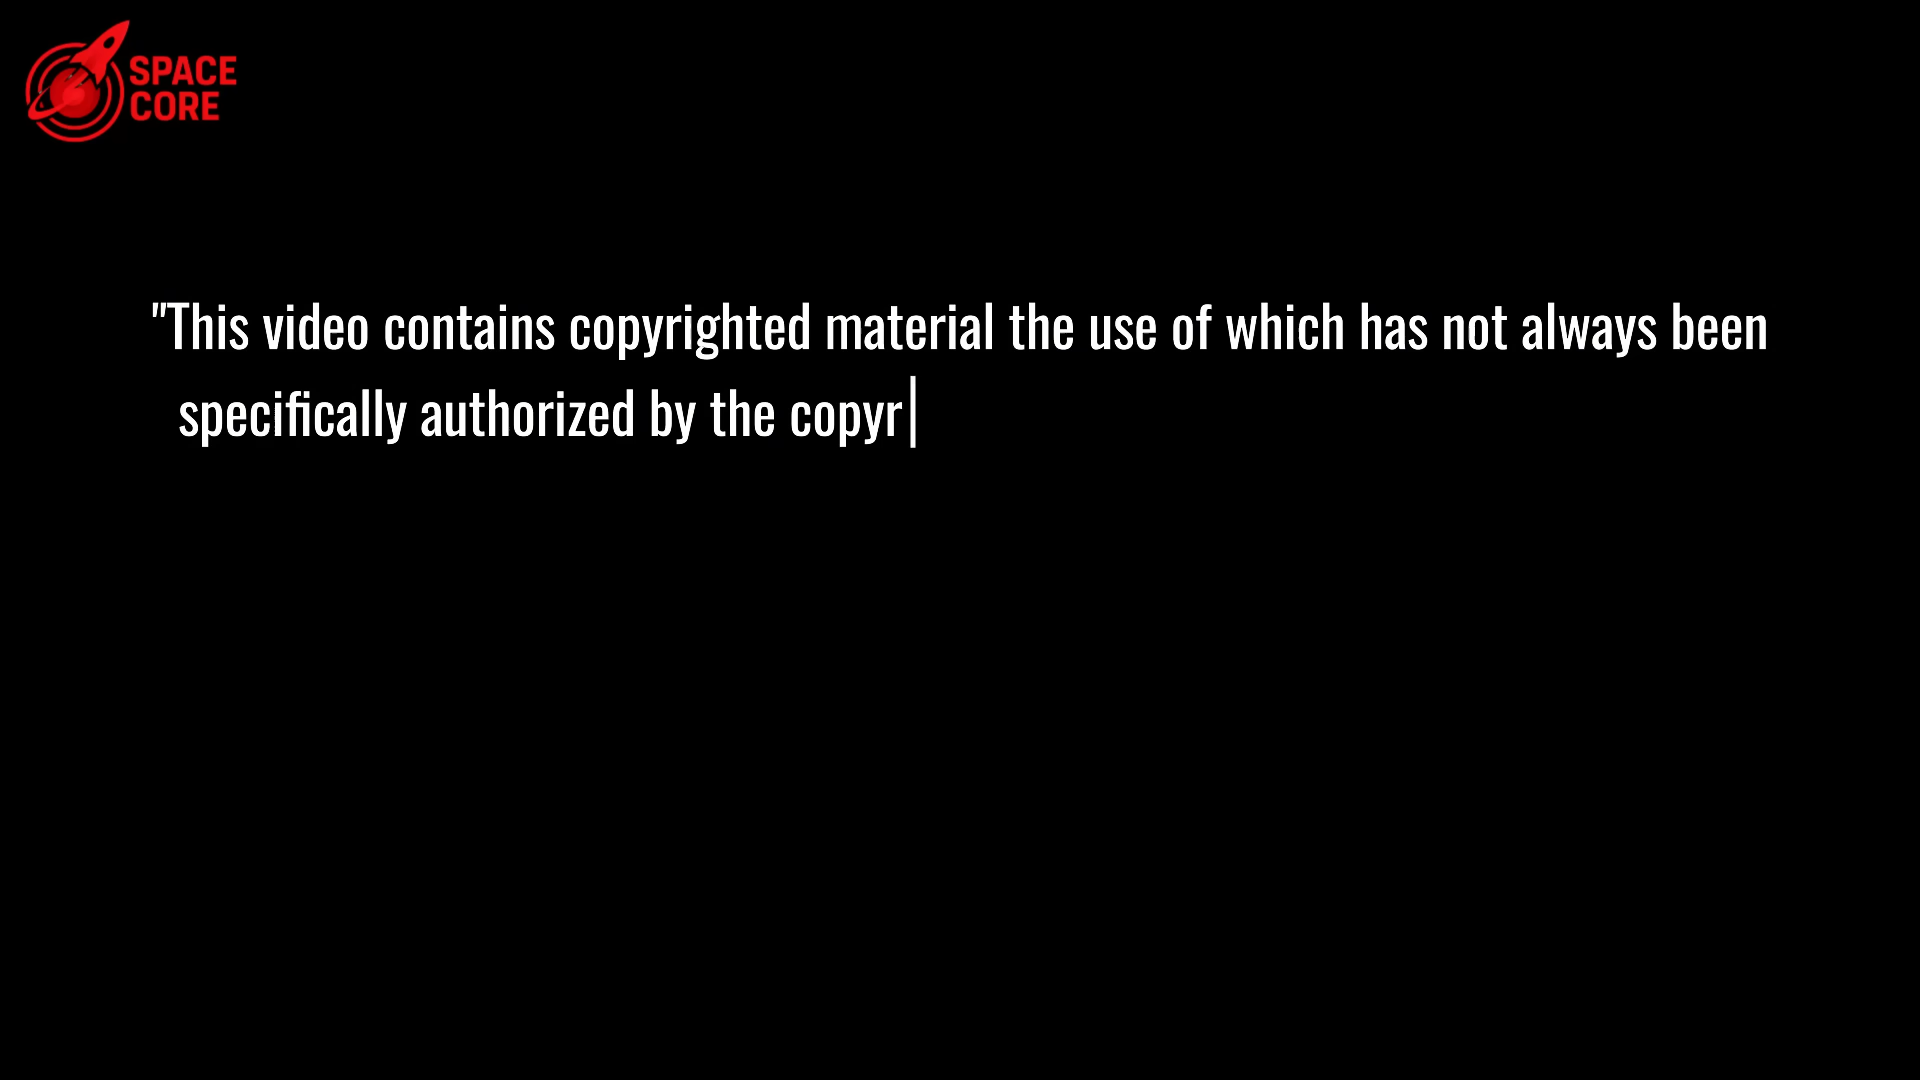 SPACE
CORE
"This video contains copyrighted material the use of which has not always been
specifically authorized by the copyr